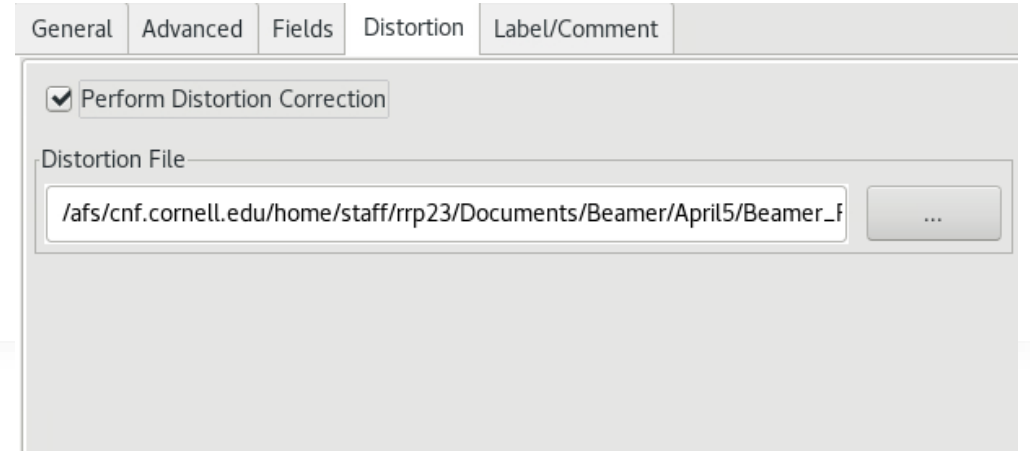 General Advanced Fields Distortion Label/Comment
Perform Distortion Correction
Distortion File
/afs/cnf.cornell.edu/home/staff/rrp23/Documents/Beamer/April5/Beamer_F ...